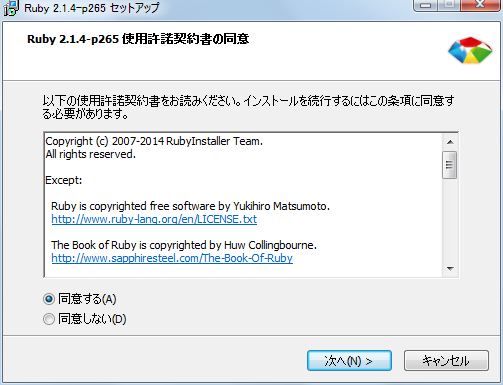 Ruby 2.1.4-p265 セットアップ
Ruby 2.1.4-p265 使用許諾契約書の同意
以下の使用許諾契約書をお読みください。インストールを続行するにはこの条項に同意す
る必要があります。
Copyright (c) 2007-2014 RubyInstaller Team.
All rights reserved.
Except:
Ruby is copyrighted free software by Yukihiro Matsumoto.
http://www.ruby-lang.org/en/LICENSE.txt
The Book of Ruby is copyrighted by Huw Collingbourne.
http://www.sapphiresteel.com/The-Book-Of-Ruby
同意する(A)
同意しない(D)
次へ(N) >
キャンセル